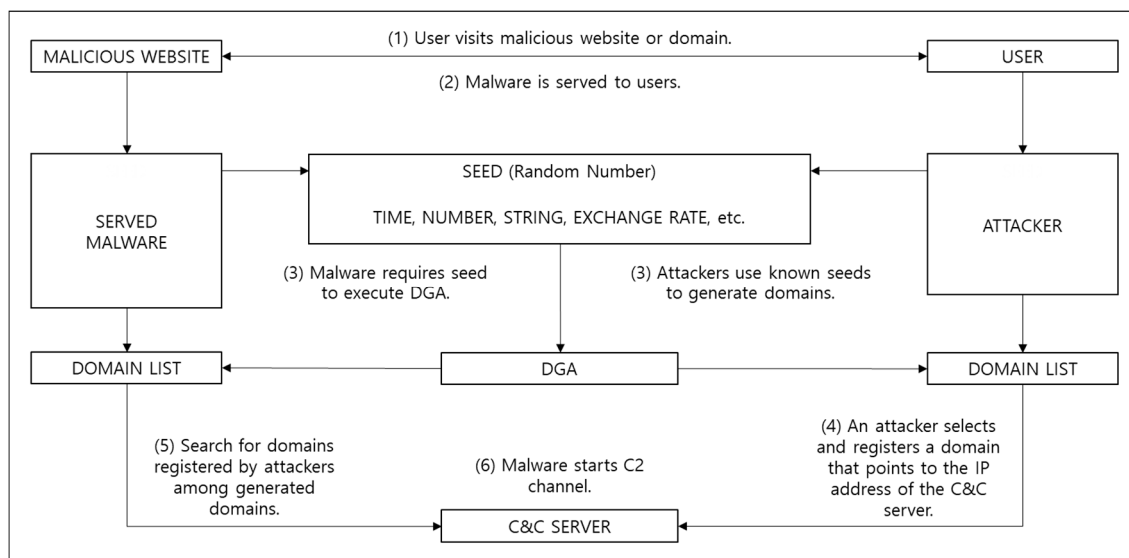 (1) User visits malicious website or domain.
MALICIOUS WEBSITE
USER
(2) Malware is served to users.
SEED (Random Number)
TIME, NUMBER, STRING, EXCHANGE RATE, etc.
SERVED
MALWARE
ATTACKER
(3) Malware requires seed
to execute DGA.
(3) Attackers use known seeds
to generate domains.
DOMAIN LIST
DGA
DOMAIN LIST
(5) Search for domains
registered by attackers
among generated
domains.
(6) Malware starts C2
channel.
(4) An attacker selects
and registers a domain
that points to the IP
address of the C&C
server.
C&C SERVER